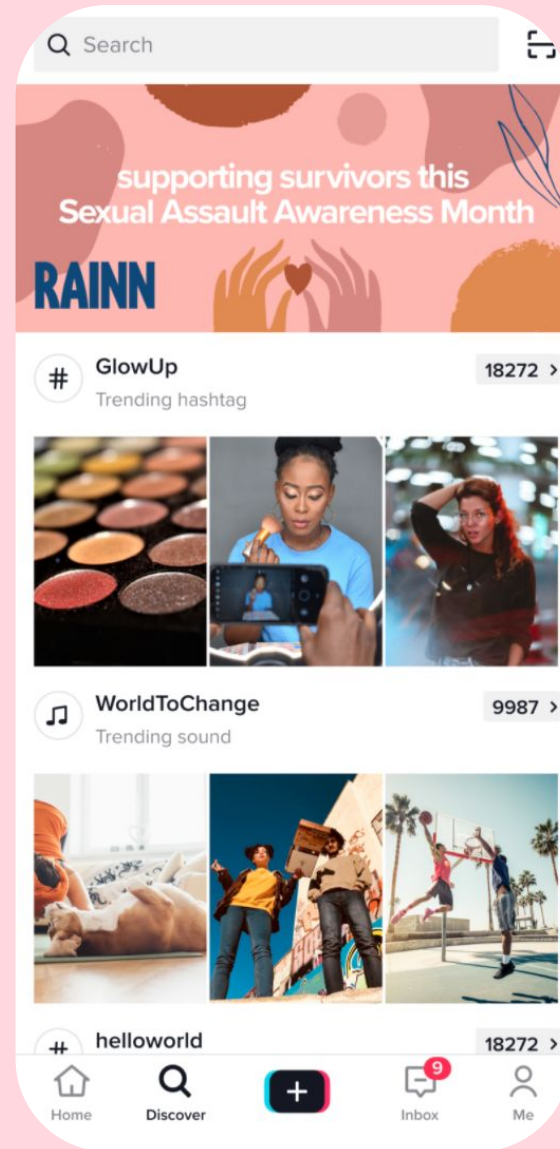 Search
supporting survivors this
Sexual Assault Awareness Month
RAINN
# GlowUp 18272 >
Trending hashtag
WorldToChange 9987 >
Trending sound
# helloworld 18272 >
9
Home Discover + Inbox Me